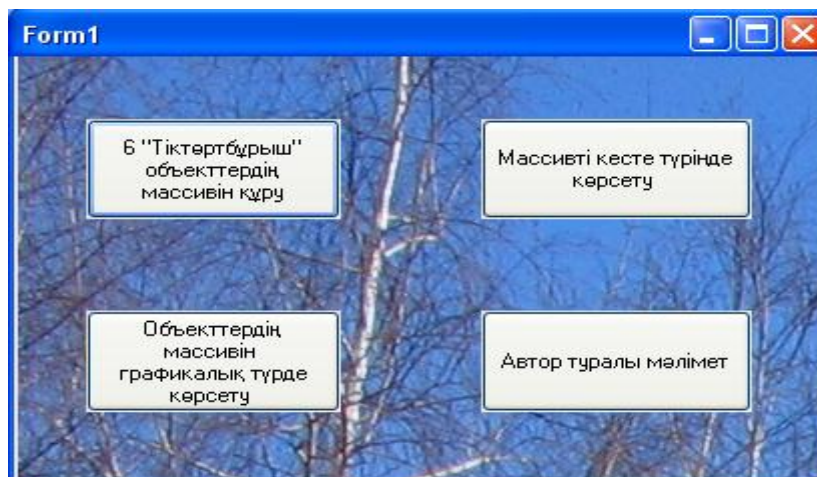 Form1
6 "Тіктөртбұрыш"
объекттердің
массивін құру
Массивті кесте түрінде
көрсету
Объекттердің
массивін
графикалық түрде
көрсету
Автор туралы мәлімет